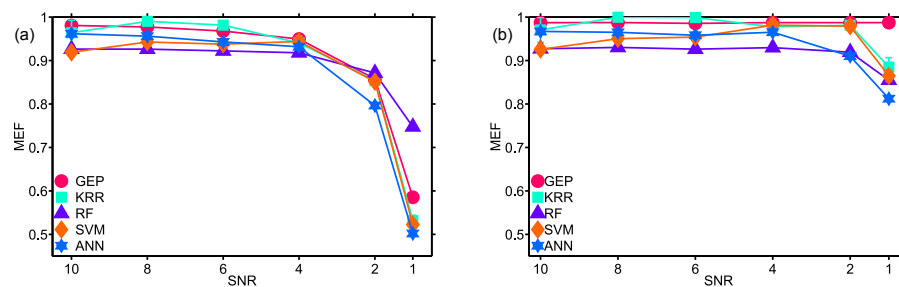 (a)
1
0.9
0.8
0.7
0.6
0.5
MEF
GEP
KRR
RF
SVM
ANN
10
8
6
4
2
1
SNR
(b)
1
0.9
0.8
0.7
0.6
0.5
MEF
GEP
KRR
RF
SVM
ANN
10
8
6
4
2
1
SNR